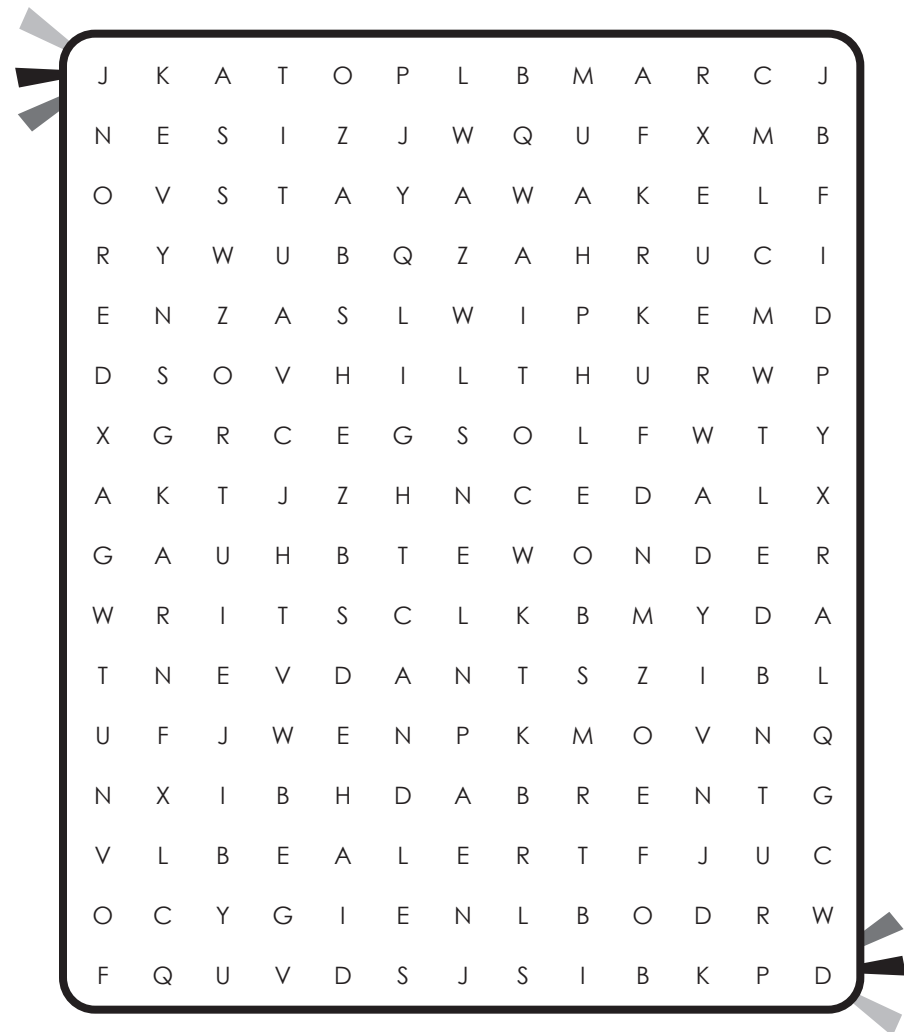 J K A T O P L B M A R C J
N E S I Z J W Q U F X M B
O V S T A Y A W A K E L F
R Y W U B Q Z A H R U C I
E N Z A S L W I P K E M D
D S O V H I L T H U R W P
X G R C E G S O L F W T Y
A K T J Z H N C E D A L X
G A U H B T E W O N D E R
W R I T S C L K B M Y D A
T N E V D A N T S Z I B L
U F J W E N P K M O V N Q
N X I B H D A B R E N T G
V L B E A L E R T F J U C
O C Y G I E N L B O D R W
F Q U V D S J S I B K P D